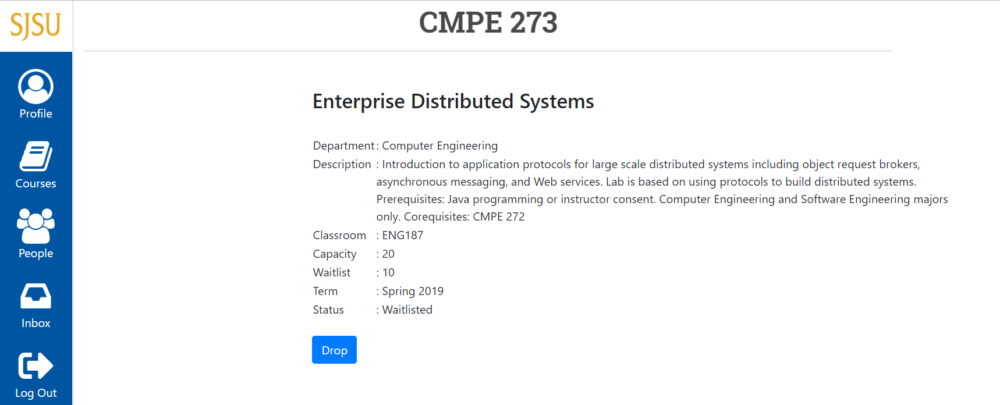 SJSU
CMPE 273
Profile
Courses
People
Inbox
Log Out
Enterprise Distributed Systems
Department : Computer Engineering
Description : Introduction to application protocols for large scale distributed systems including object request brokers,
asynchronous messaging, and Web services. Lab is based on using protocols to build distributed systems.
Prerequisites: Java programming or instructor consent. Computer Engineering and Software Engineering majors
only. Corequisites: CMPE 272
Classroom : ENG187
Capacity : 20
Waitlist : 10
Term : Spring 2019
Status : Waitlisted
Drop